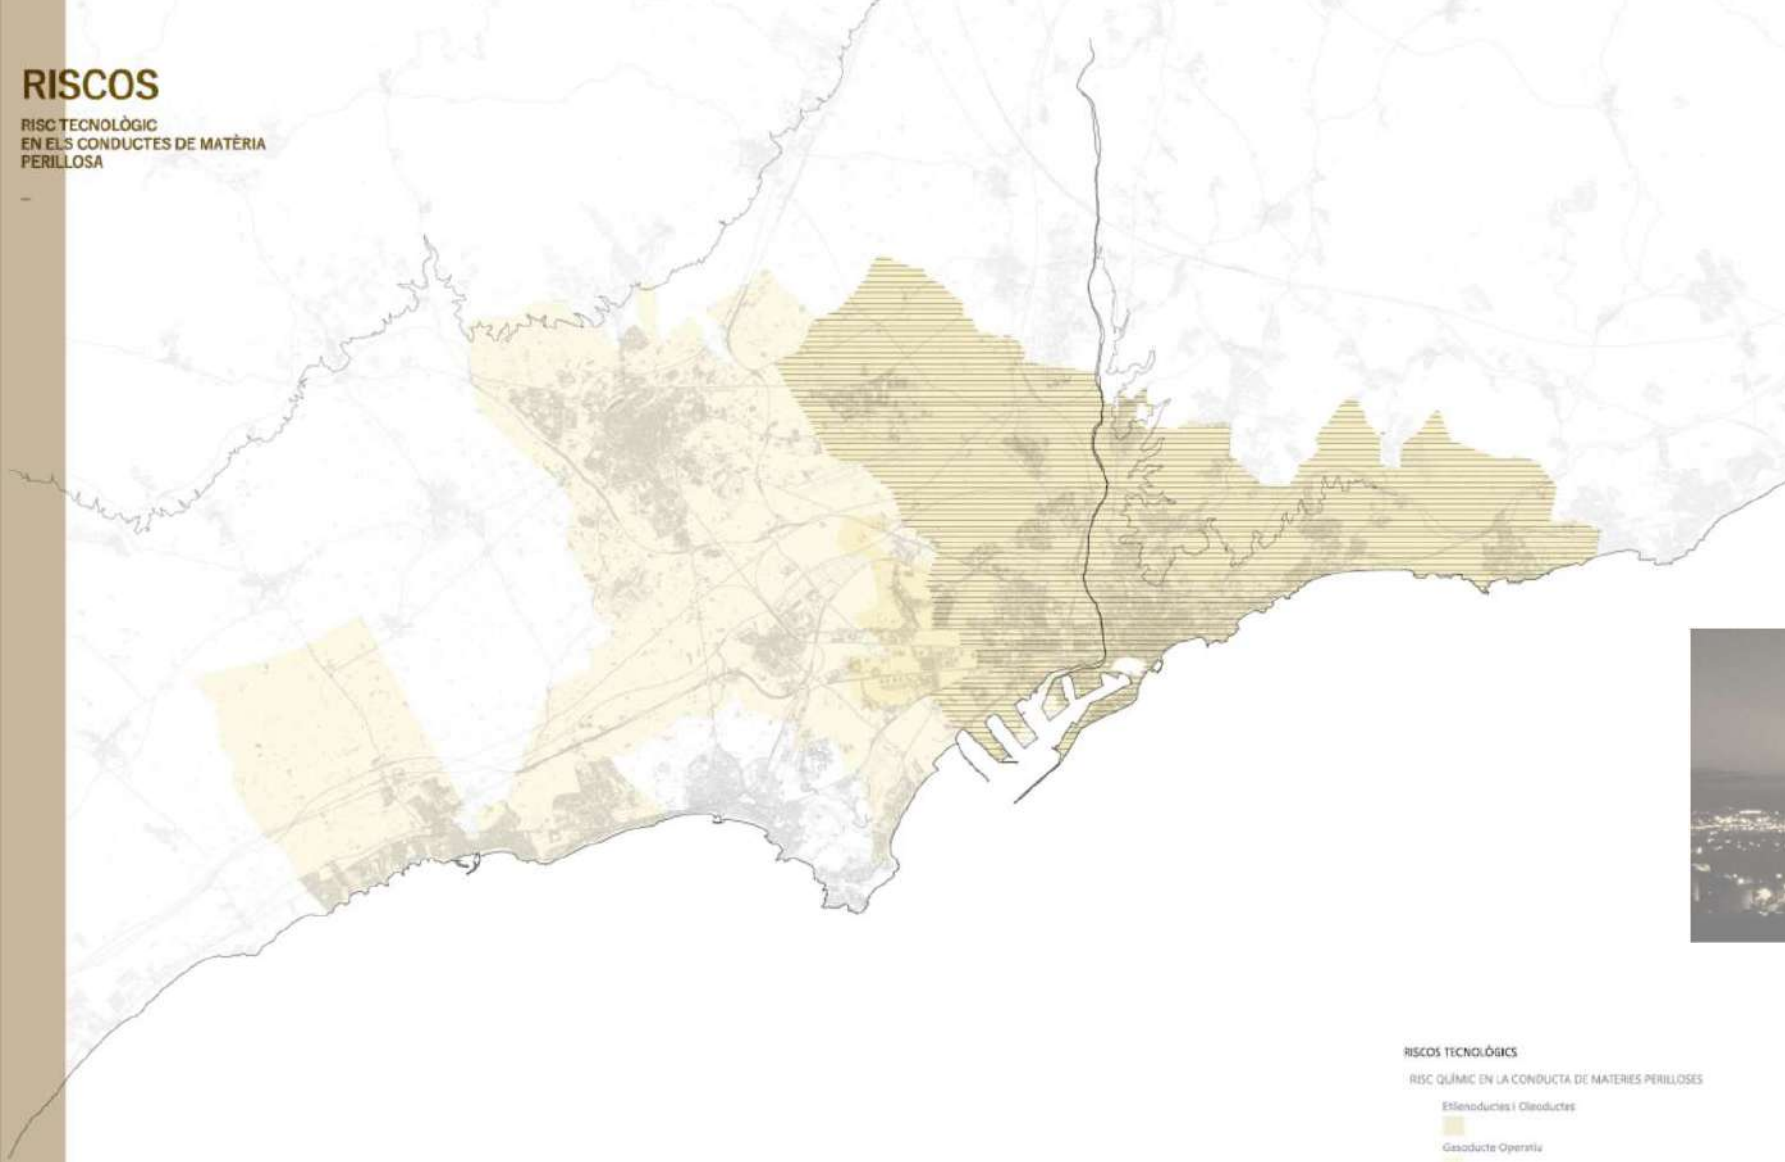 RISCOS
RISC TECNOLÒGIC
EN ELS CONDUCTES DE MATÈRIA
PERILLOSA
–
RISCOS TECNOLÒGICS
RISC QUÍMIC EN LA CONDUCTA DE MATERIES PERILLOSES
Etilenoductes i Oleoductes
Gasoducte Operatiu